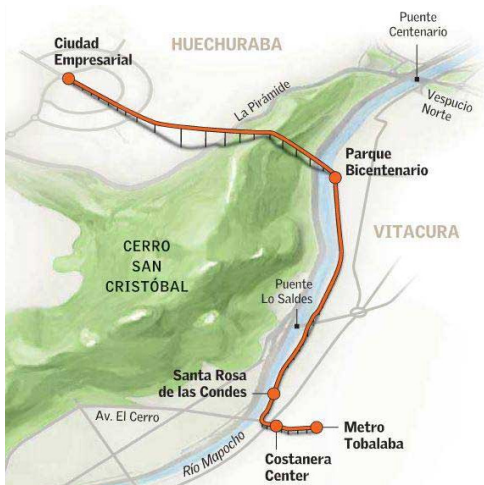 Puente
Centenario
Ciudad
Empresarial
HUECHURABA
La Pirámide
Vespucio
Norte
Parque
Bicentenario
VITACURA
CERRO
SAN
CRISTÓBAL
Puente
Lo Saldes
Santa Rosa
de las Condes
Av. El Cerro
Río Mapocho
Metro
Tobalaba
Costanera
Center